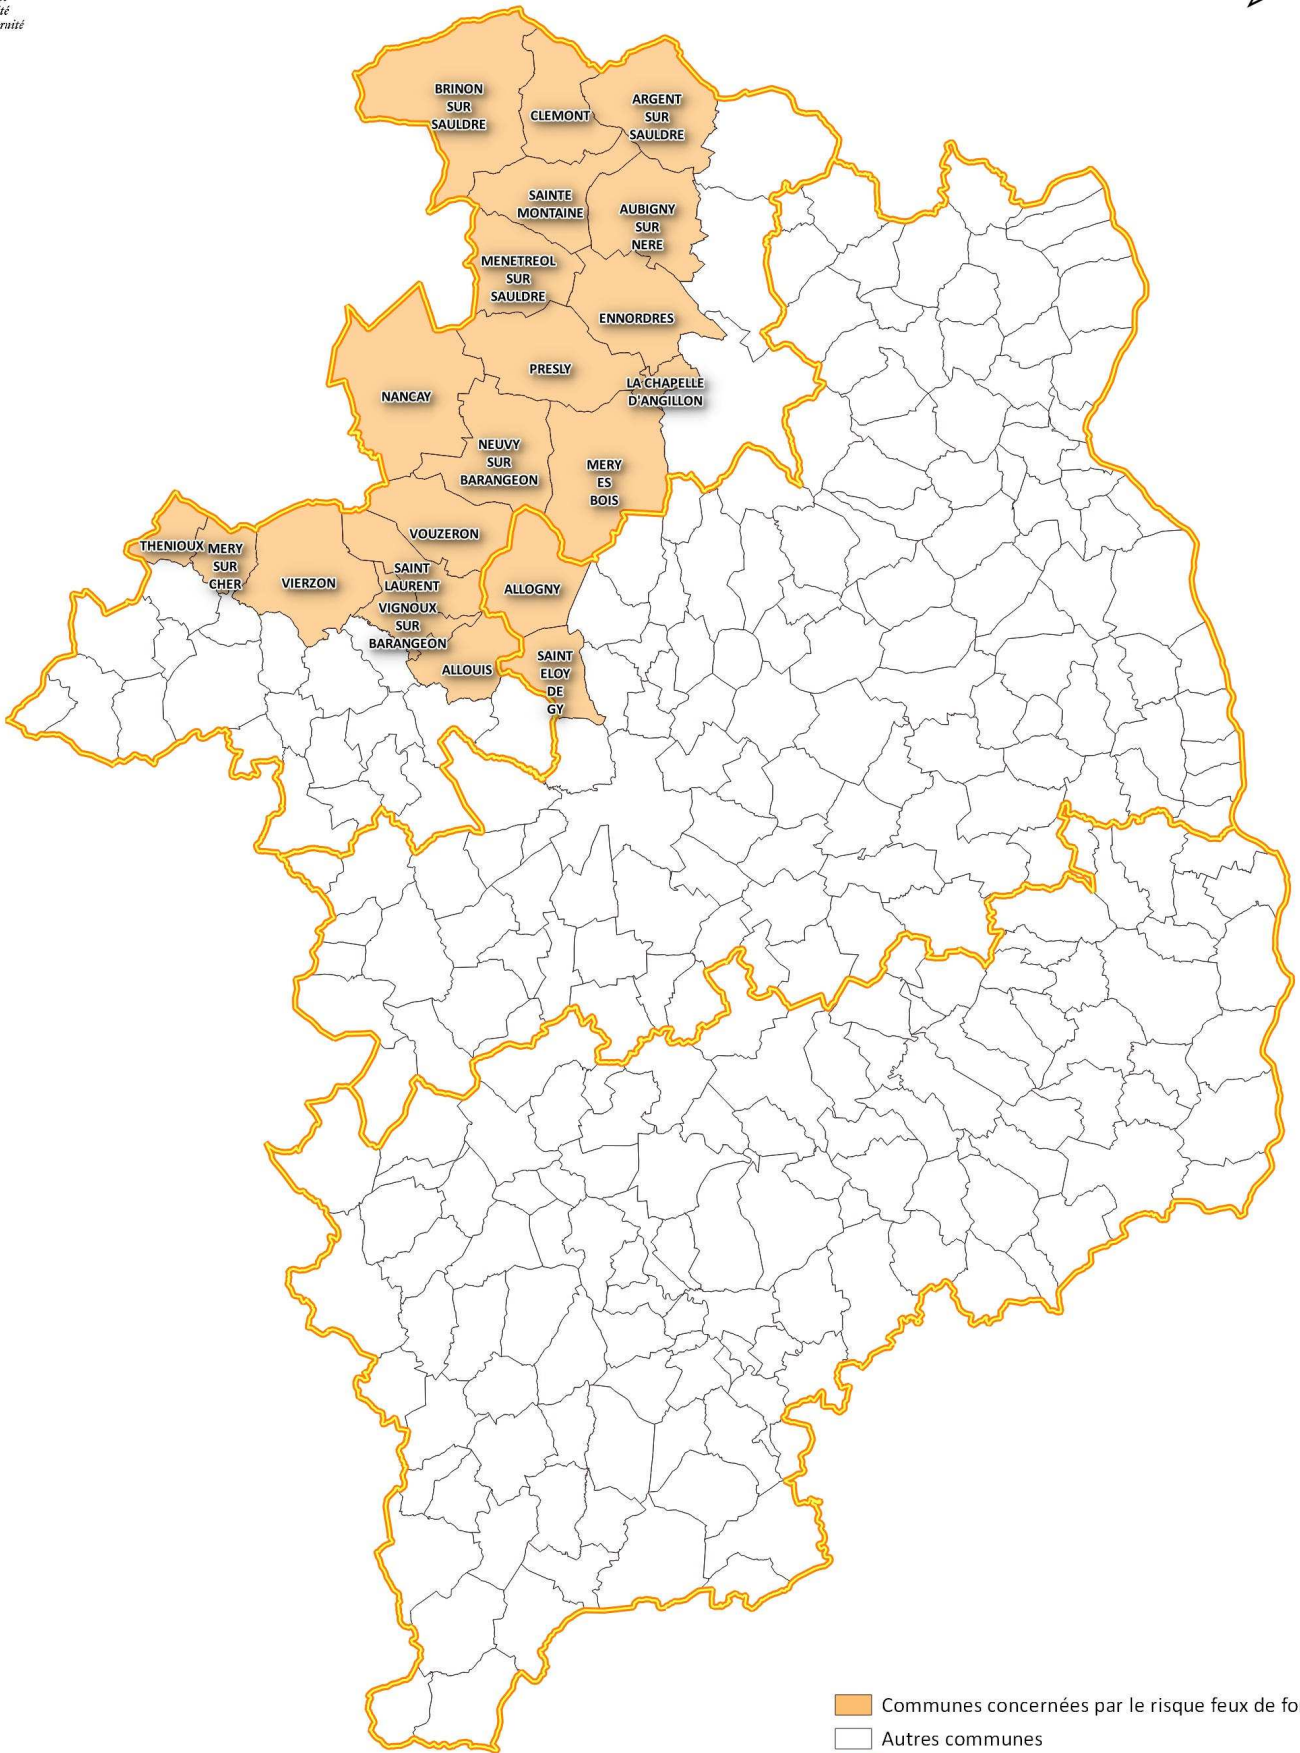 BRINON
SUR
SAULDRE
CLEMONT
ARGENT
SUR
SAULDRE
SAINTE
MONTAINE
AUBIGNY
SUR
NERE
MENETREOL
SUR
SAULDRE
ENNORDRES
PRESLY
LA CHAPELLE
D'ANGILLON
NANCAY
NEUVY
SUR
BARANGEON
MERY
ES
BOIS
VOUZERON
THENIOUX
MERY
SUR
CHER
VIERZON
SAINT
LAURENT
ALLOGNY
VIGNOUX
SUR
BARANGEON
ALLOUIS
SAINT
ELOY
DE
GY
Communes concernées par le risque feux de fo
Autres communes